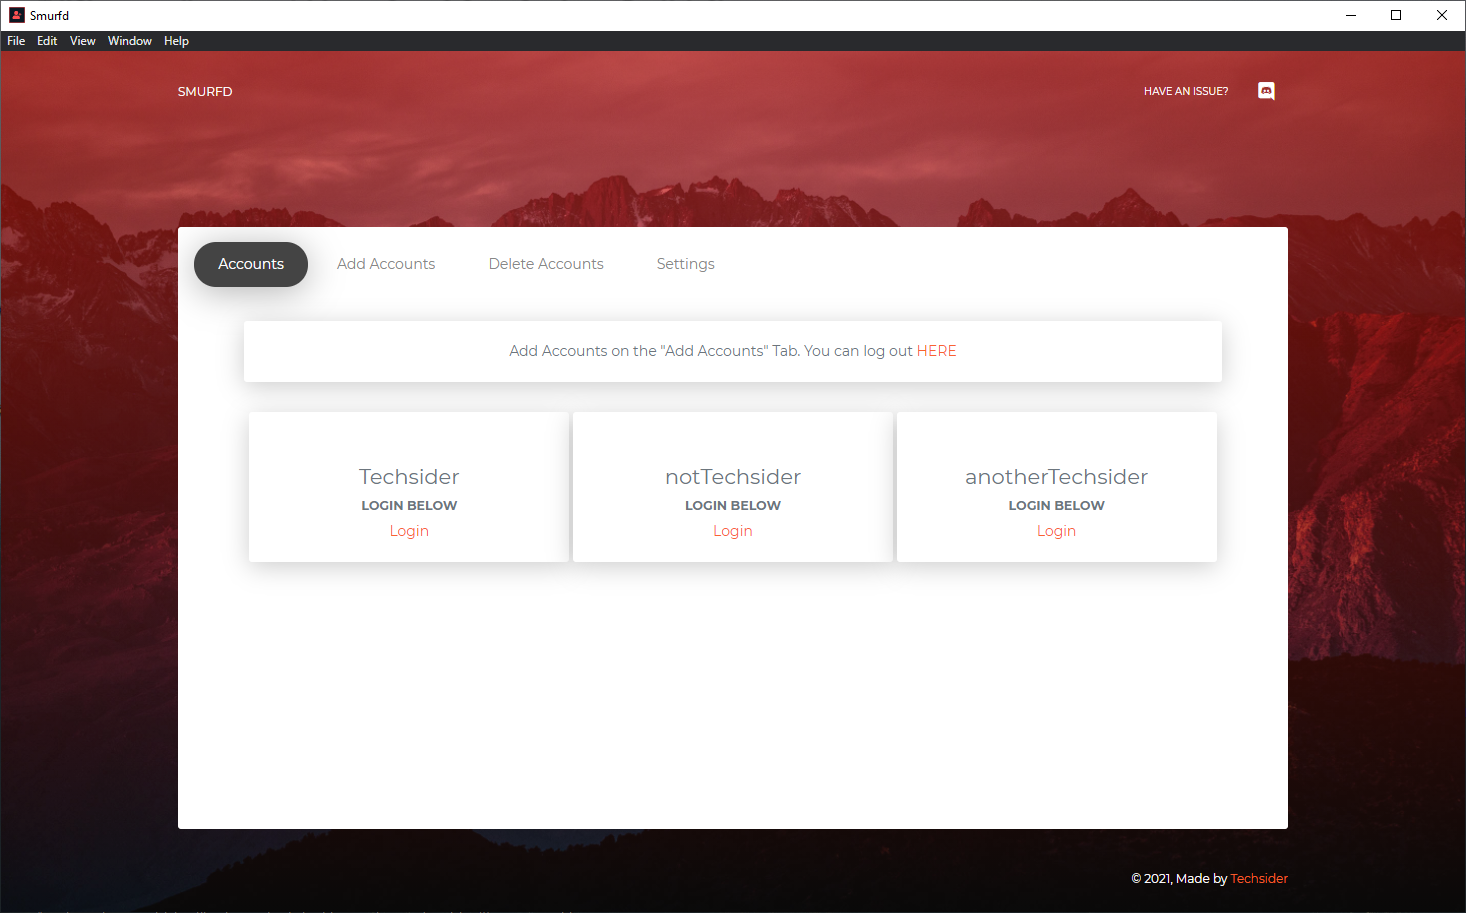 Smurfd
File Edit View Window Help
SMURFD
HAVE AN ISSUE?
Accounts Add Accounts Delete Accounts Settings
Add Accounts on the "Add Accounts" Tab. You can log out HERE
Techsider notTechsider anotherTechsider
LOGIN BELOW LOGIN BELOW LOGIN BELOW
Login Login Login
© 2021, Made by Techsider